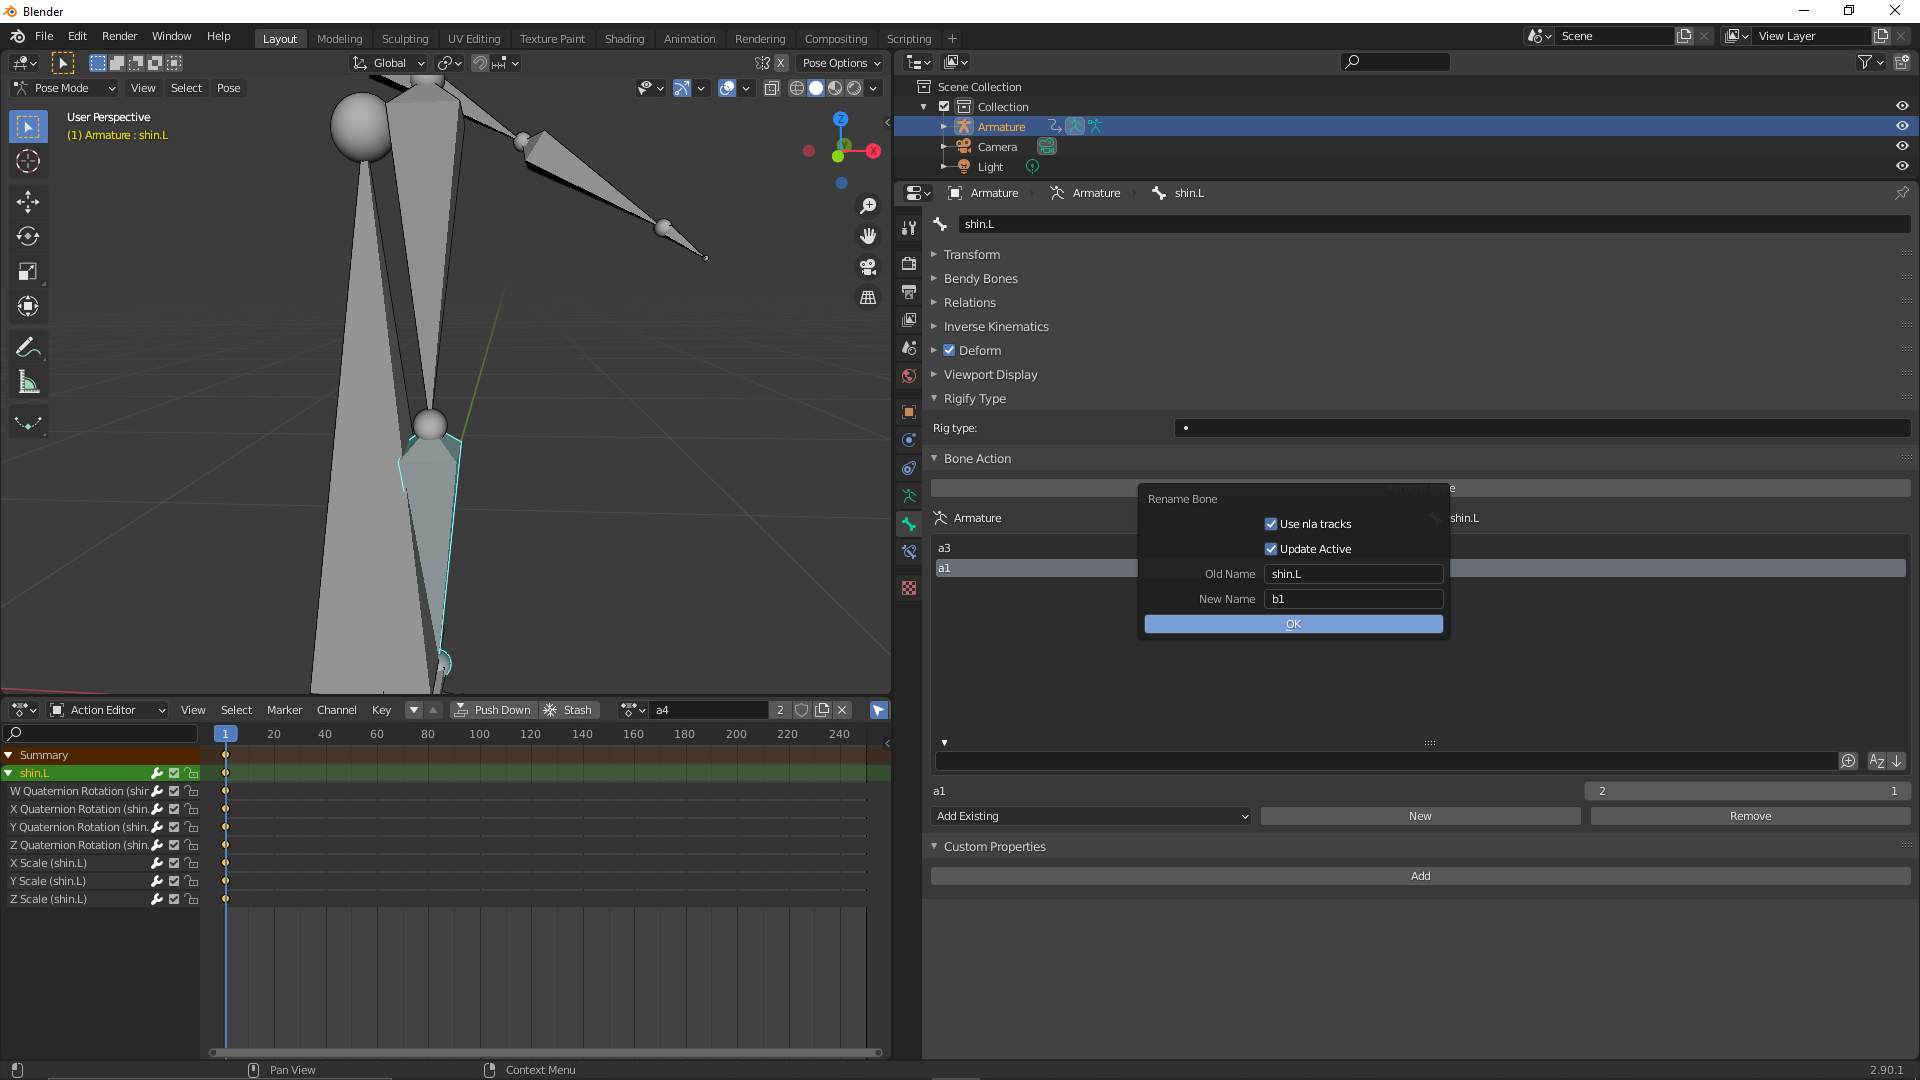 Blender
File Edit Render Window Help Layout Modeling Sculpting UV Editing Texture Paint Shading Animation Rendering Compositing Scripting + Scene View Layer
Global X Pose Options
Pose Mode View Select Pose
User Perspective
(1) Armature : shin.L
Z
Y
X
Scene Collection
Collection
Armature
Camera
Light
Armature Armature shin.L
shin.L
Transform
Bendy Bones
Relations
Inverse Kinematics
Deform
Viewport Display
Rigify Type
Rig type:
Bone Action
Armature shin.L
a3
a1
Rename Bone
Use nla tracks
Update Active
Old Name shin.L
New Name b1
OK
AZ
a1 2 1
Add Existing New Remove
Custom Properties
Add
Action Editor View Select Marker Channel Key Push Down Stash a4 2
1 20 40 60 80 100 120 140 160 180 200 220 240
Summary
shin.L
W Quaternion Rotation (shin
X Quaternion Rotation (shin.
Y Quaternion Rotation (shin.
Z Quaternion Rotation (shin.
X Scale (shin.L)
Y Scale (shin.L)
Z Scale (shin.L)
Pan View Context Menu 2.90.1